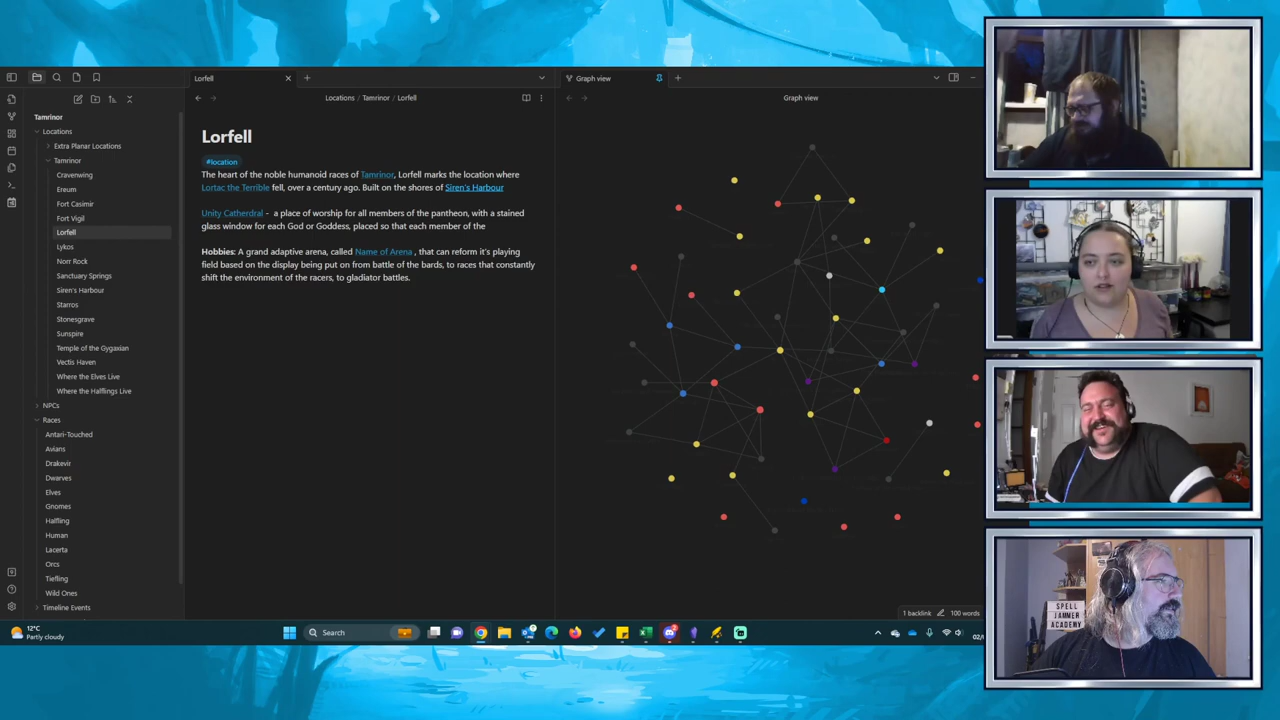 Lorfell
Graph view
Locations / Tamrinor / Lorfell
Graph view
Tamrinor
Locations
Extra Planar Locations
Tamrinor
Cravenwing
Ereum
Fort Casimir
Fort Vigil
Lorfell
Lykos
Norr Rock
Sanctuary Springs
Siren's Harbour
Starros
Stonesgrave
Sunspire
Temple of the Gygaxian
Vectis Haven
Where the Elves Live
Where the Halflings Live
NPCs
Races
Antari-Touched
Avians
Drakevir
Dwarves
Elves
Gnomes
Halfling
Human
Lacerta
Orcs
Tiefling
Wild Ones
Timeline Events
Lorfell
#location
The heart of the noble humanoid races of Tamrinor, Lorfell marks the location where
Lortac the Terrible fell, over a century ago. Built on the shores of Siren's Harbour
Unity Catherdral - a place of worship for all members of the pantheon, with a stained
glass window for each God or Goddess, placed so that each member of the
Hobbies: A grand adaptive arena, called Name of Arena , that can reform it's playing
field based on the display being put on from battle of the bards, to races that constantly
shift the environment of the racers, to gladiator battles.
1 backlink
100 words
12°C
Partly cloudy
Search
2
02/
SPELL
JAMMER
ACADEMY